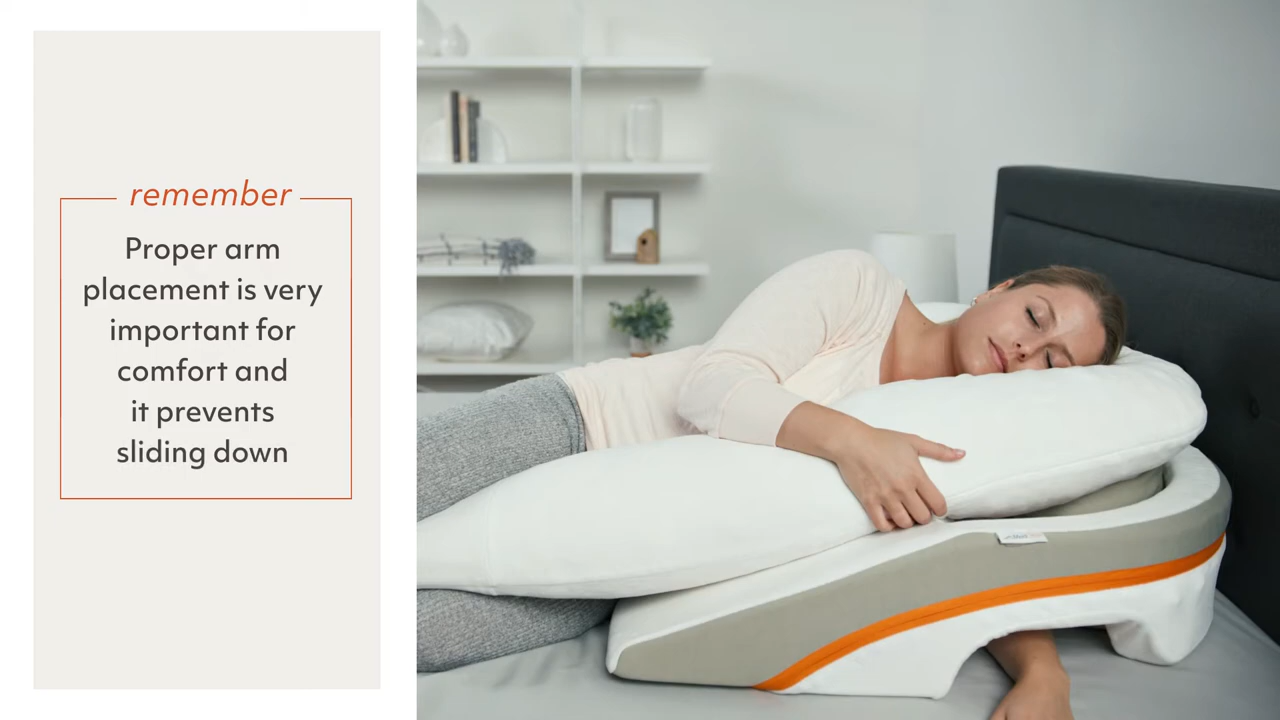 remember
Proper arm
placement is very
important for
comfort and
it prevents
sliding down